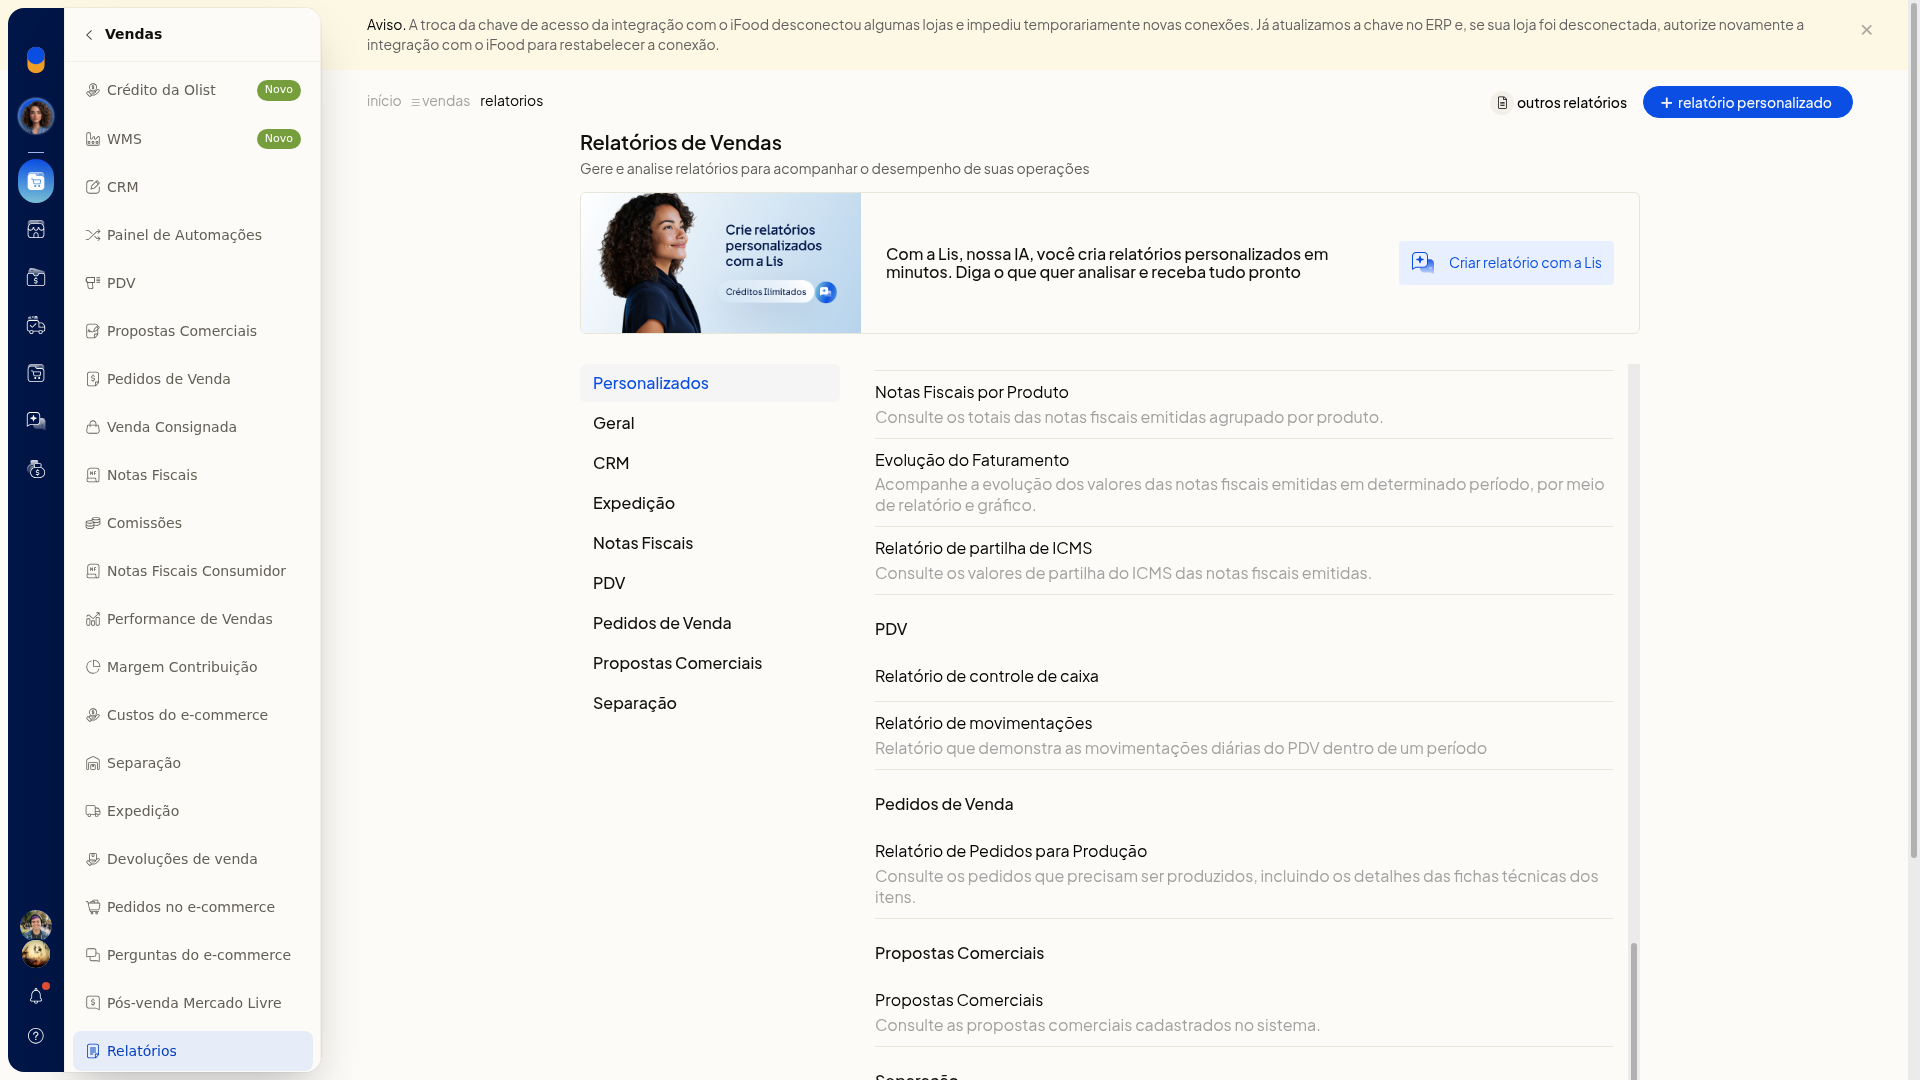 Vendas
Crédito da Olist
Novo
WMS
Novo
CRM
Painel de Automações
PDV
Propostas Comerciais
Pedidos de Venda
Venda Consignada
Notas Fiscais
Comissões
Notas Fiscais Consumidor
Performance de Vendas
Margem Contribuição
Custos do e-commerce
Separação
Expedição
Devoluções de venda
Pedidos no e-commerce
Perguntas do e-commerce
Pós-venda Mercado Livre
Relatórios
Aviso. A troca da chave de acesso da integração com o iFood desconectou algumas lojas e impediu temporariamente novas conexões. Já atualizamos a chave no ERP e, se sua loja foi desconectada, autorize novamente a
integração com o iFood para restabelecer a conexão.
início vendas relatorios
outros relatórios
+ relatório personalizado
Relatórios de Vendas
Gere e analise relatórios para acompanhar o desempenho de suas operações
Crie relatórios
personalizados
com a Lis
Créditos Ilimitados
Com a Lis, nossa IA, você cria relatórios personalizados em
minutos. Diga o que quer analisar e receba tudo pronto
Criar relatório com a Lis
Personalizados
Geral
CRM
Expedição
Notas Fiscais
PDV
Pedidos de Venda
Propostas Comerciais
Separação
Notas Fiscais por Produto
Consulte os totais das notas fiscais emitidas agrupado por produto.
Evolução do Faturamento
Acompanhe a evolução dos valores das notas fiscais emitidas em determinado período, por meio
de relatório e gráfico.
Relatório de partilha de ICMS
Consulte os valores de partilha do ICMS das notas fiscais emitidas.
PDV
Relatório de controle de caixa
Relatório de movimentações
Relatório que demonstra as movimentações diárias do PDV dentro de um período
Pedidos de Venda
Relatório de Pedidos para Produção
Consulte os pedidos que precisam ser produzidos, incluindo os detalhes das fichas técnicas dos
itens.
Propostas Comerciais
Propostas Comerciais
Consulte as propostas comerciais cadastrados no sistema.
Separação